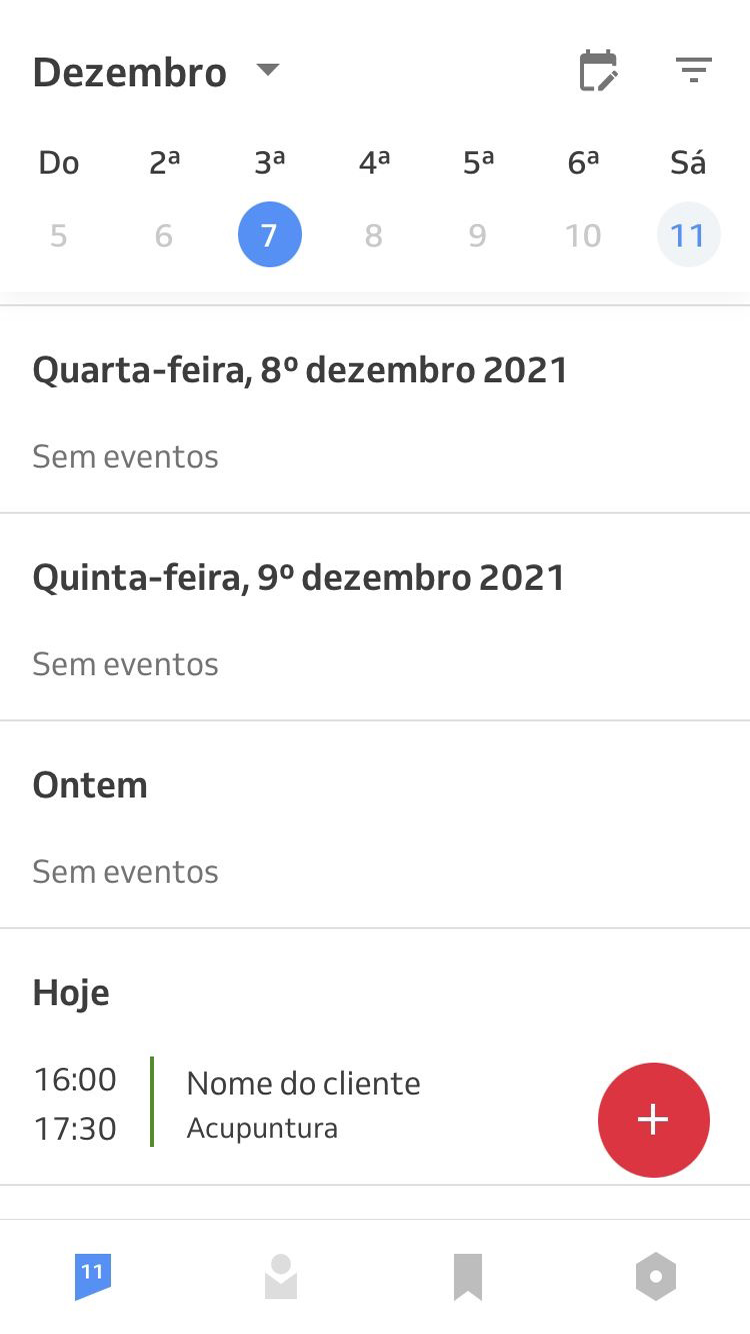 Dezembro
Do 2ª 3ª 4ª 5ª 6ª Sá
5 6 7 8 9 10 11
Quarta-feira, 8º dezembro 2021
Sem eventos
Quinta-feira, 9º dezembro 2021
Sem eventos
Ontem
Sem eventos
Hoje
16:00 Nome do cliente
17:30 Acupuntura
+
11